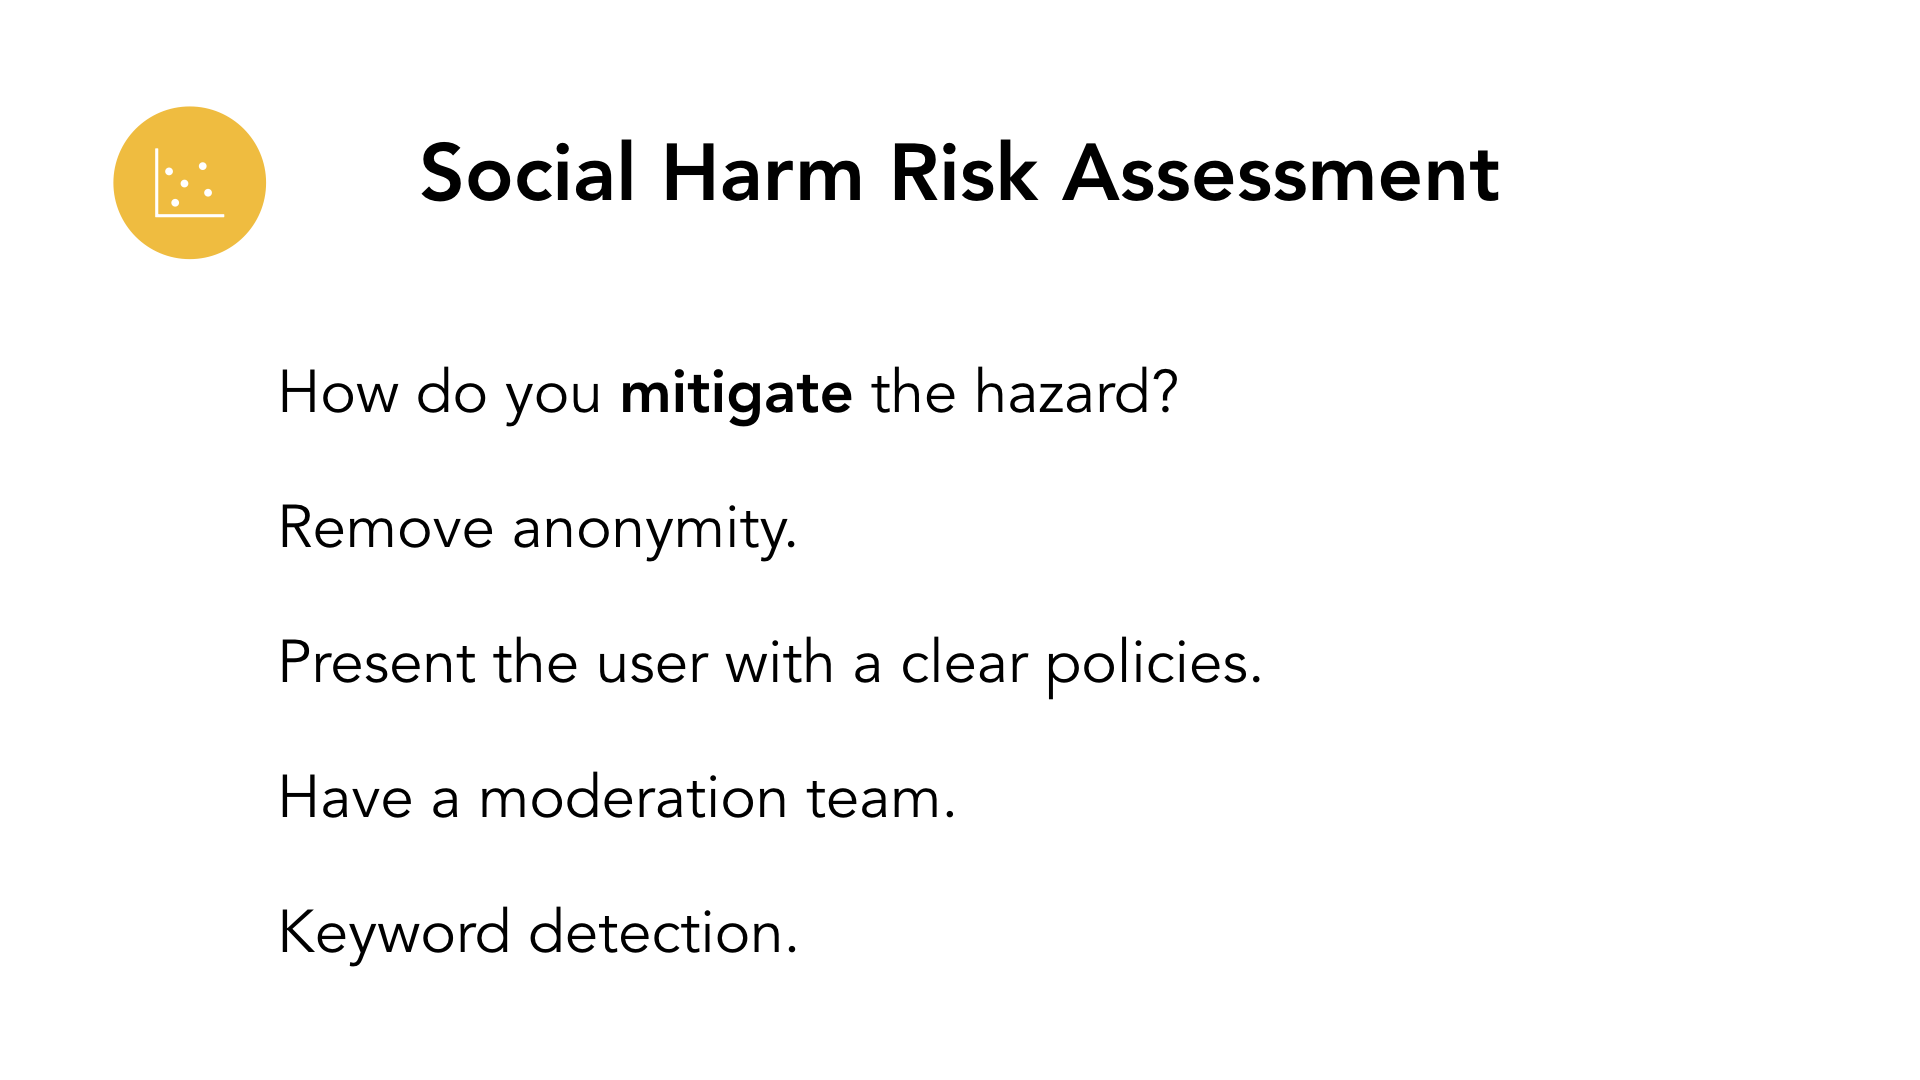 Social Harm Risk Assessment
How do you mitigate the hazard?
Remove anonymity.
Present the user with a clear policies.
Have a moderation team.
Keyword detection.